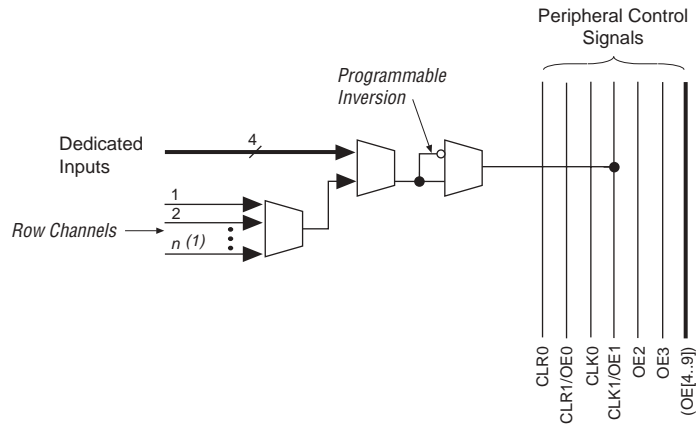 Peripheral Control
Signals
Programmable
Inversion
Dedicated
Inputs
4
1
2
Row Channels
n (1)
CLR0
CLR1/OE0
CLK0
CLK1/OE1
OE2
OE3
(OE[4..9])